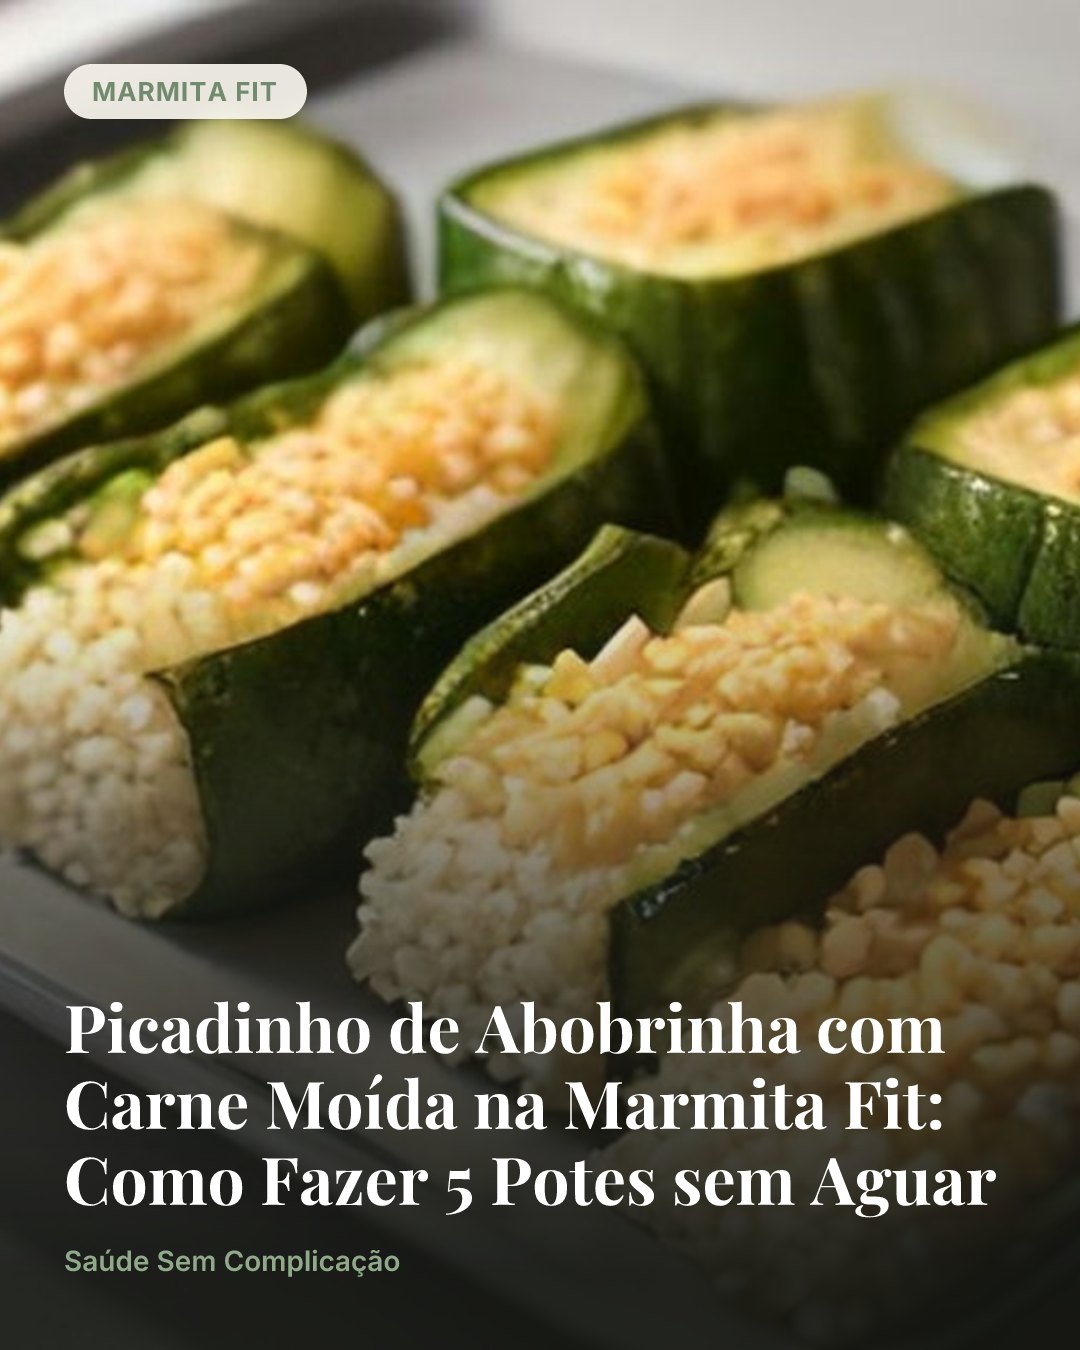 MARMITA FIT
Picadinho de Abobrinha com
Carne Moída na Marmita Fit:
Como Fazer 5 Potes sem Aguar
Saúde Sem Complicação